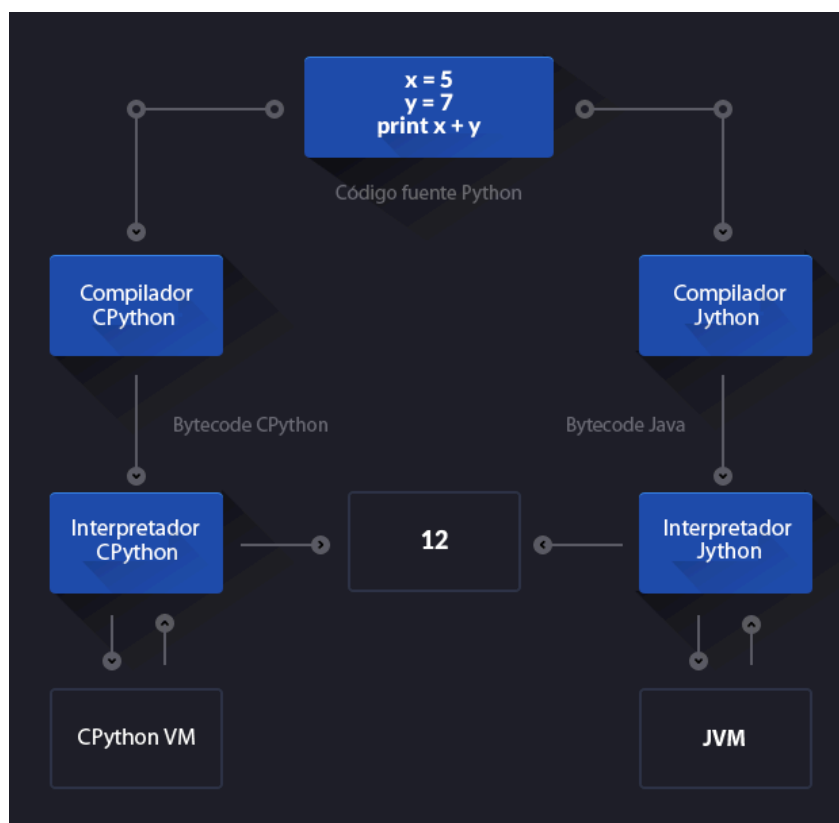 x = 5
y = 7
print x + y
Código fuente Python
Compilador
CPython
Compilador
Jython
Bytecode CPython
Bytecode Java
Interpretador
CPython
12
Interpretador
Jython
CPython VM
JVM